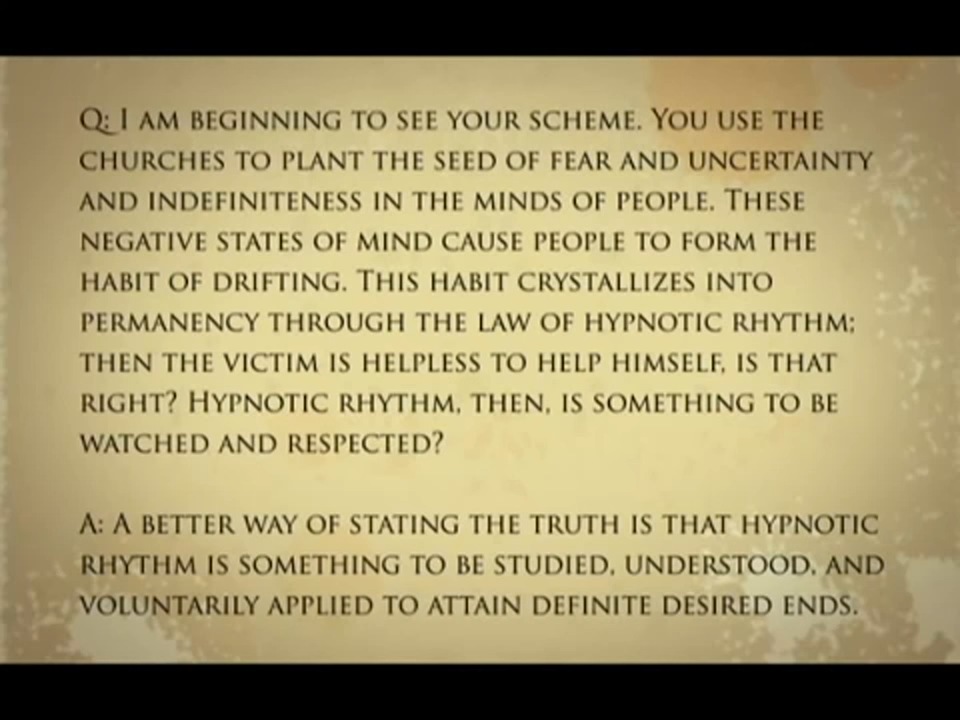 Q: I AM BEGINNING TO SEE YOUR SCHEME. YOU USE THE
CHURCHES TO PLANT THE SEED OF FEAR AND UNCERTAINTY
AND INDEFINITENESS IN THE MINDS OF PEOPLE. THESE
NEGATIVE STATES OF MIND CAUSE PEOPLE TO FORM THE
HABIT OF DRIFTING. THIS HABIT CRYSTALLIZES INTO
PERMANENCY THROUGH THE LAW OF HYPNOTIC RHYTHM;
THEN THE VICTIM IS HELPLESS TO HELP HIMSELF, IS THAT
RIGHT? HYPNOTIC RHYTHM, THEN, IS SOMETHING TO BE
WATCHED AND RESPECTED?
A: A BETTER WAY OF STATING THE TRUTH IS THAT HYPNOTIC
RHYTHM IS SOMETHING TO BE STUDIED, UNDERSTOOD, AND
VOLUNTARILY APPLIED TO ATTAIN DEFINITE DESIRED ENDS.